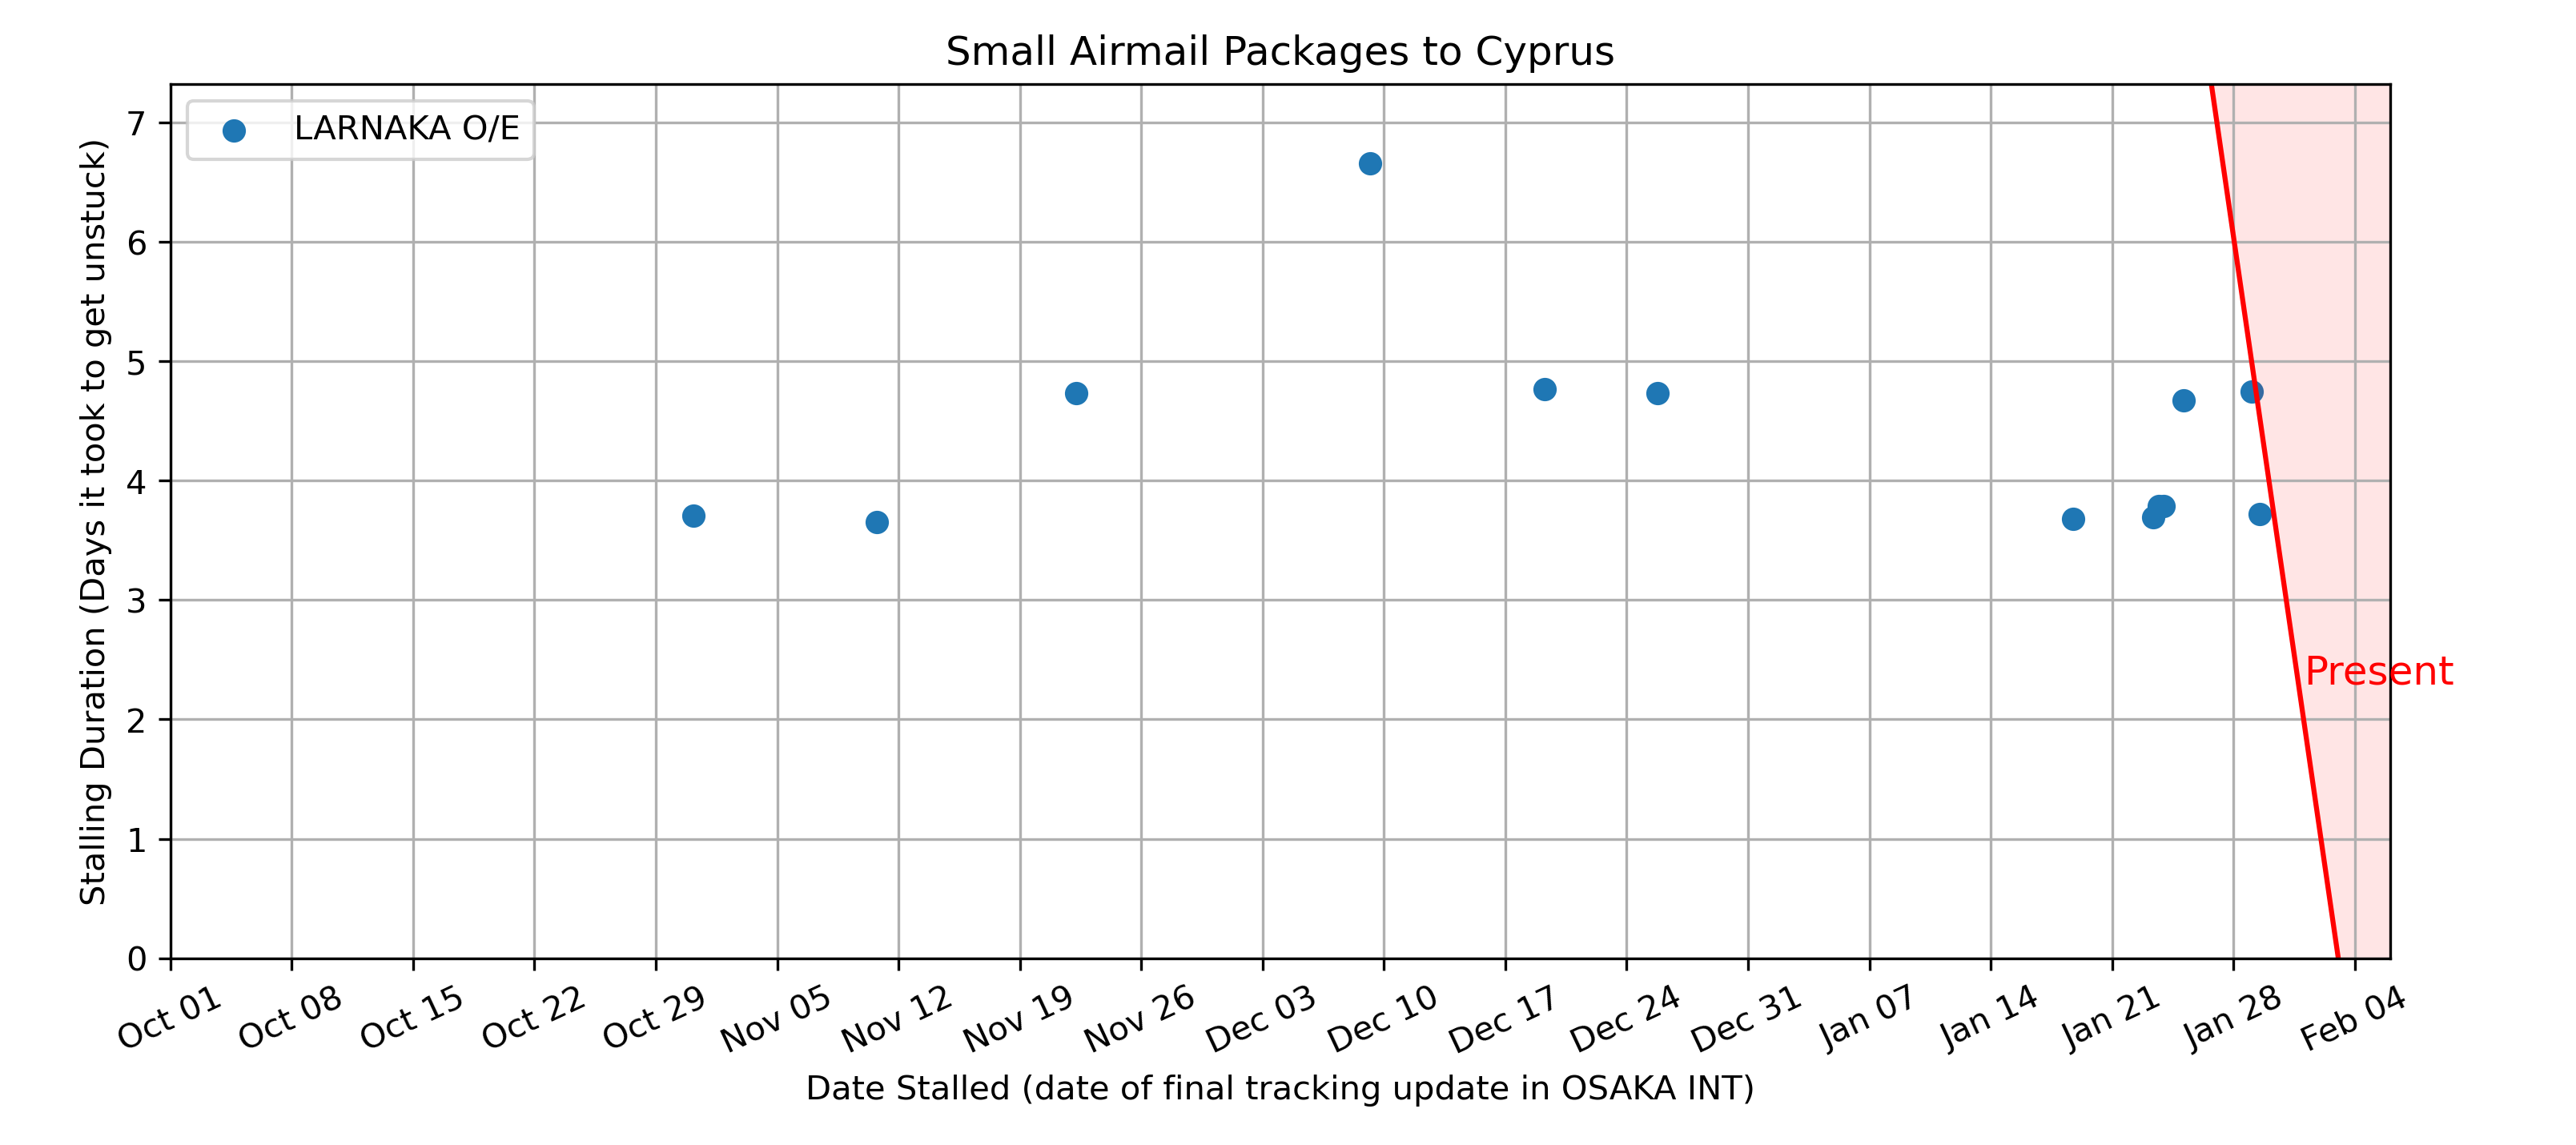 Small Airmail Packages to Cyprus
LARNAKA O/E
Stalling Duration (Days it took to get unstuck)
7
6
5
4
3
2
1
0
Present
Oct 01 Oct 08 Oct 15 Oct 22 Oct 29 Nov 05 Nov 12 Nov 19 Nov 26 Dec 03 Dec 10 Dec 17 Dec 24 Dec 31 Jan 07 Jan 14 Jan 21 Jan 28 Feb 04
Date Stalled (date of final tracking update in OSAKA INT)